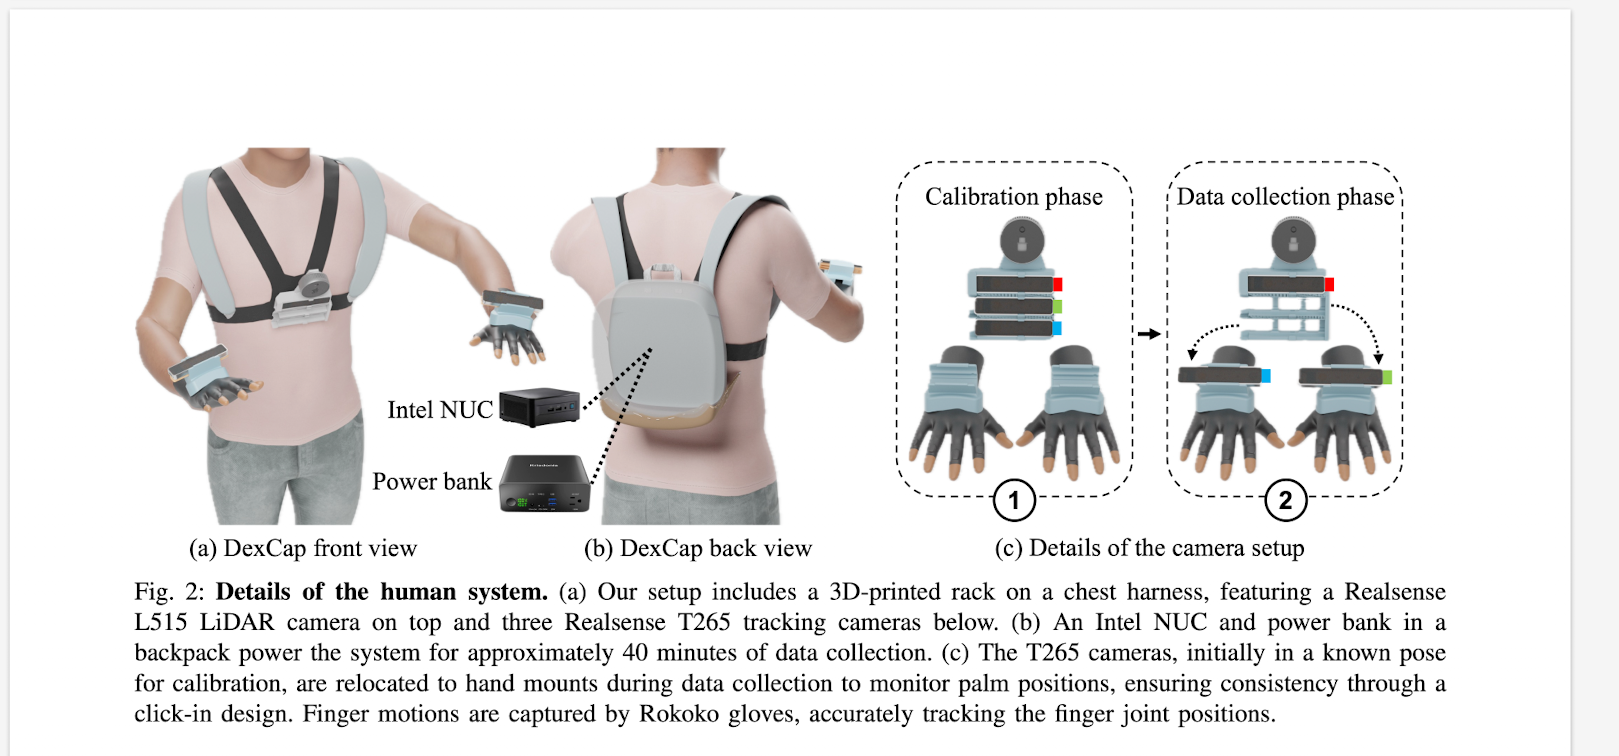 Calibration phase
Data collection phase
Intel NUC
Power bank
1
2
(a) DexCap front view
(b) DexCap back view
(c) Details of the camera setup
Fig. 2: Details of the human system. (a) Our setup includes a 3D-printed rack on a chest harness, featuring a Realsense
L515 LiDAR camera on top and three Realsense T265 tracking cameras below. (b) An Intel NUC and power bank in a
backpack power the system for approximately 40 minutes of data collection. (c) The T265 cameras, initially in a known pose
for calibration, are relocated to hand mounts during data collection to monitor palm positions, ensuring consistency through a
click-in design. Finger motions are captured by Rokoko gloves, accurately tracking the finger joint positions.